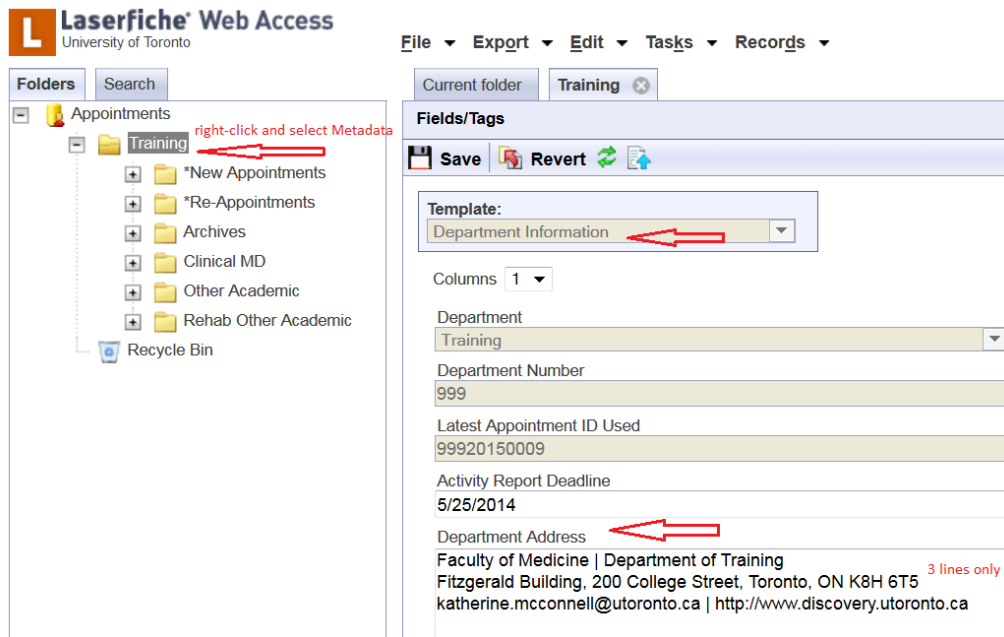 Laserfiche® Web Access
University of Toronto
File Export Edit Tasks Records
Folders Search
Appointments
Training
right-click and select Metadata
*New Appointments
*Re-Appointments
Archives
Clinical MD
Other Academic
Rehab Other Academic
Recycle Bin
Current folder Training
Fields/Tags
Save Revert
Template:
Department Information
Columns 1
Department
Training
Department Number
999
Latest Appointment ID Used
99920150009
Activity Report Deadline
5/25/2014
Department Address
Faculty of Medicine | Department of Training
Fitzgerald Building, 200 College Street, Toronto, ON K8H 6T5
katherine.mcconnell@utoronto.ca | http://www.discovery.utoronto.ca
3 lines only